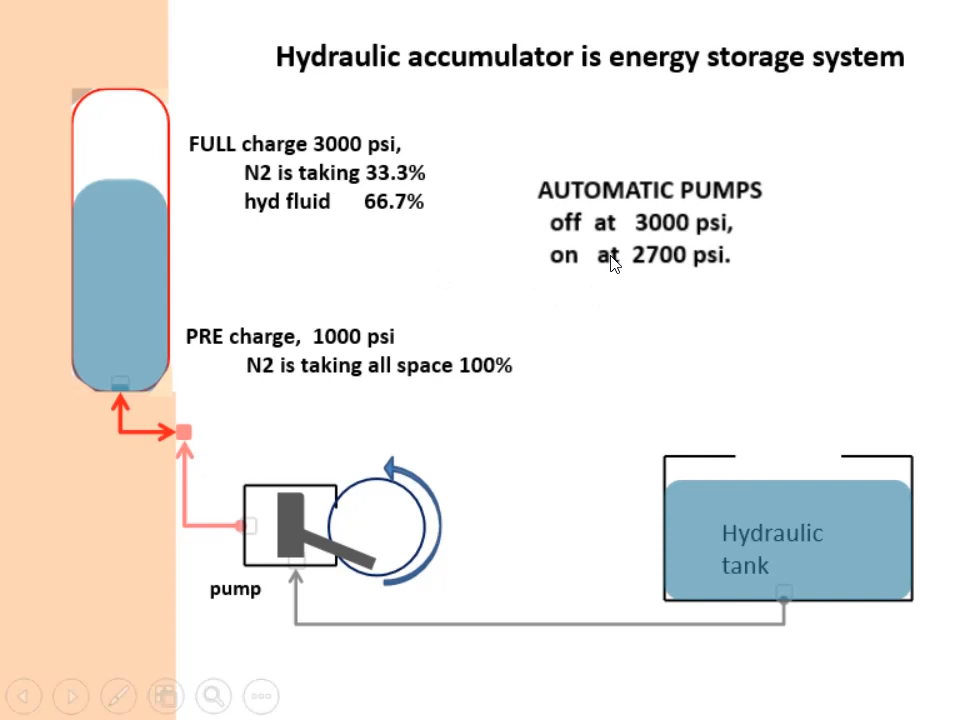 Hydraulic accumulator is energy storage system
FULL charge 3000 psi,
N2 is taking 33.3%
hyd fluid 66.7%
AUTOMATIC PUMPS
off at 3000 psi,
on at 2700 psi.
PRE charge, 1000 psi
N2 is taking all space 100%
pump
Hydraulic
tank